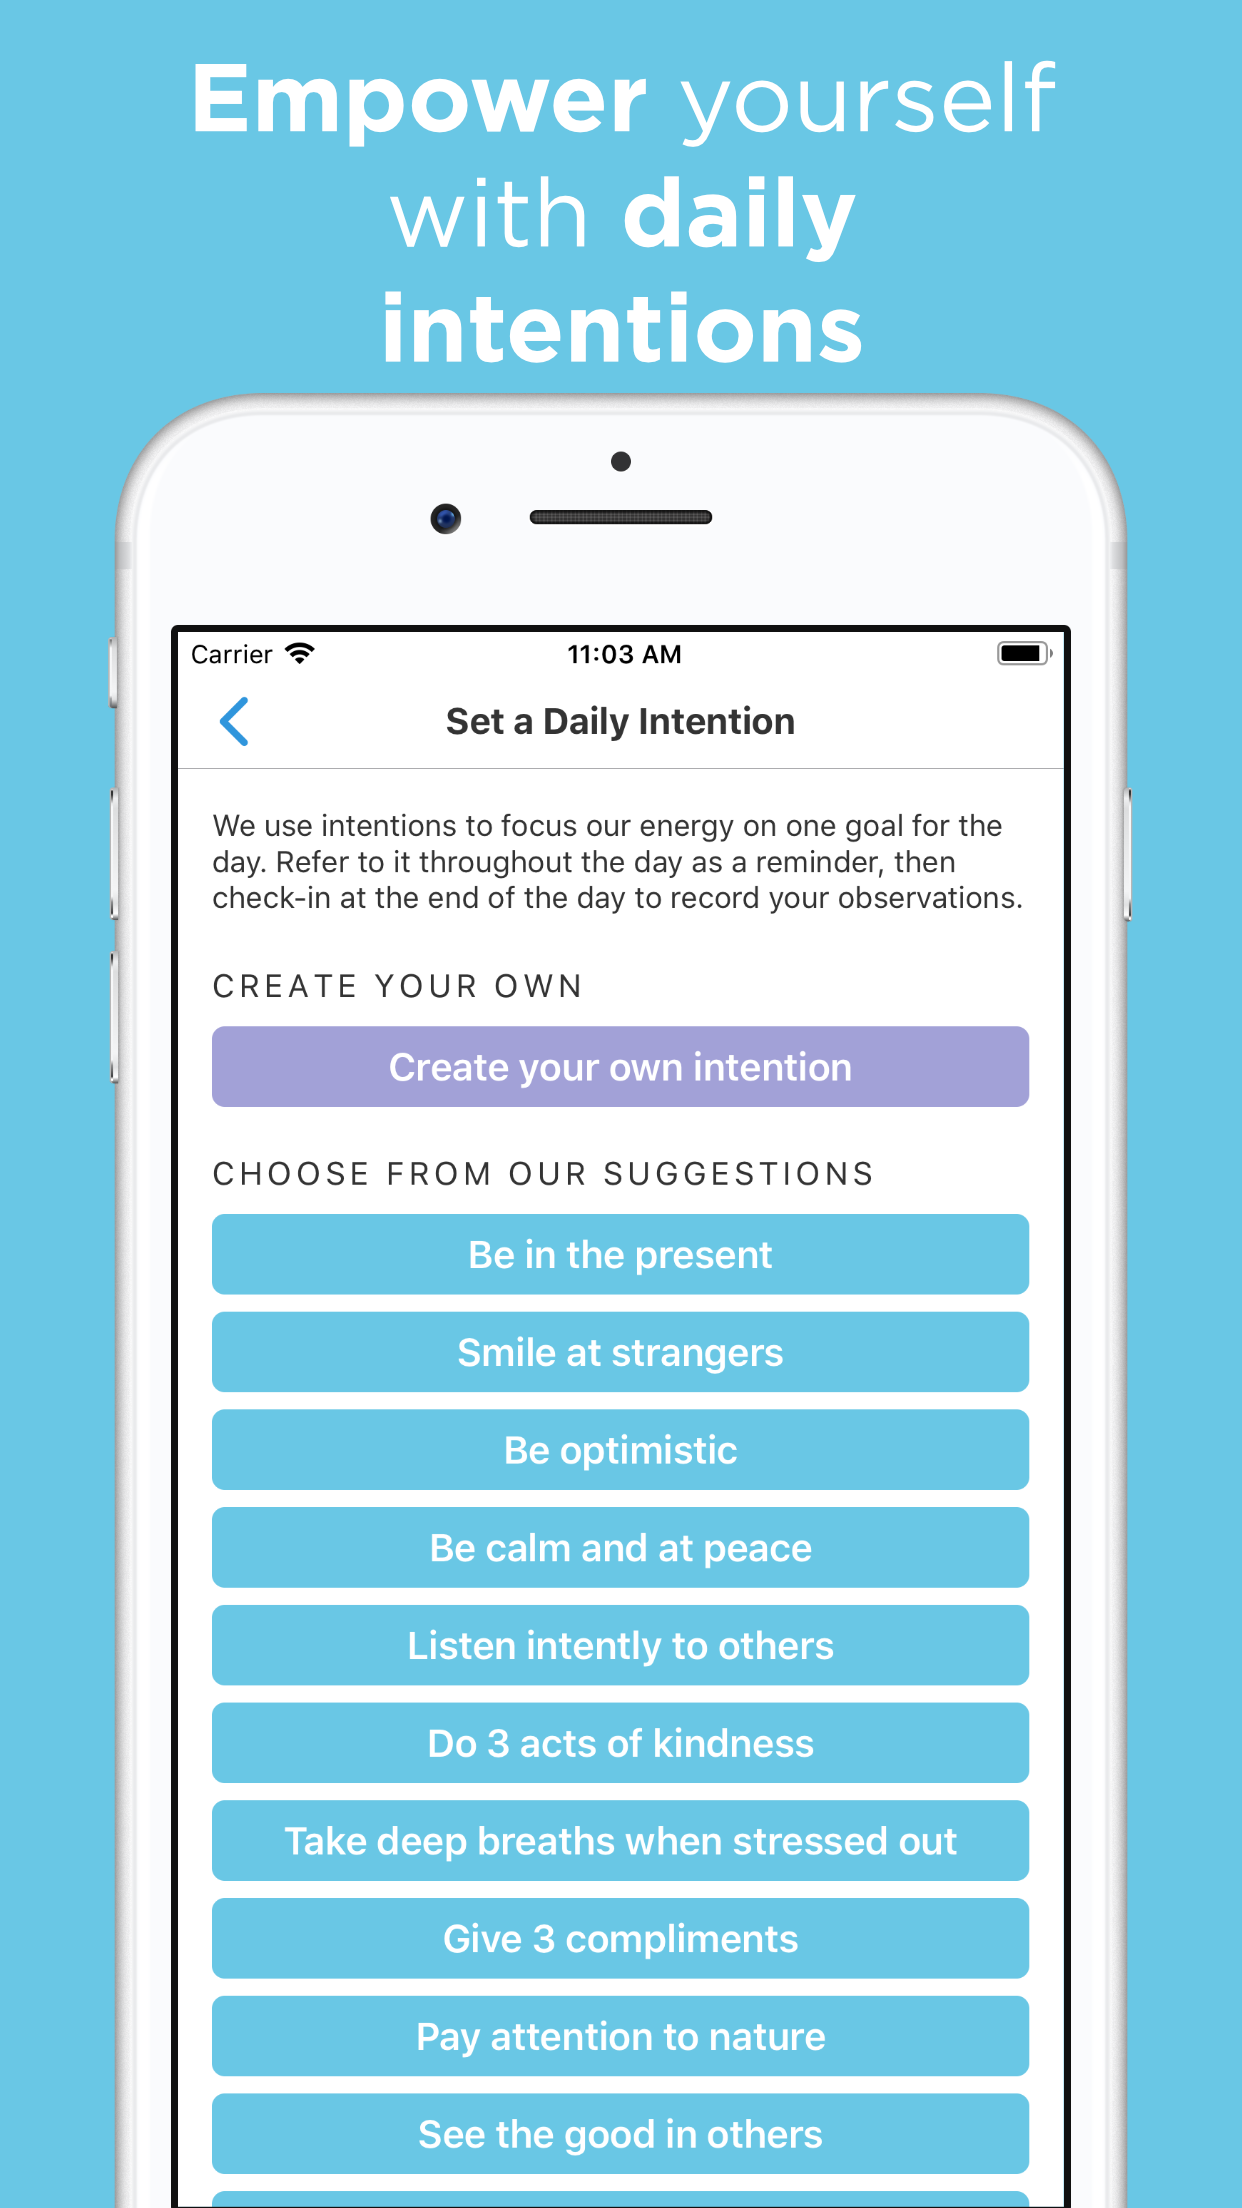 Empower yourself
with daily
intentions
Carrier
11:03 AM
Set a Daily Intention
We use intentions to focus our energy on one goal for the
day. Refer to it throughout the day as a reminder, then
check-in at the end of the day to record your observations.
CREATE YOUR OWN
Create your own intention
CHOOSE FROM OUR SUGGESTIONS
Be in the present
Smile at strangers
Be optimistic
Be calm and at peace
Listen intently to others
Do 3 acts of kindness
Take deep breaths when stressed out
Give 3 compliments
Pay attention to nature
See the good in others